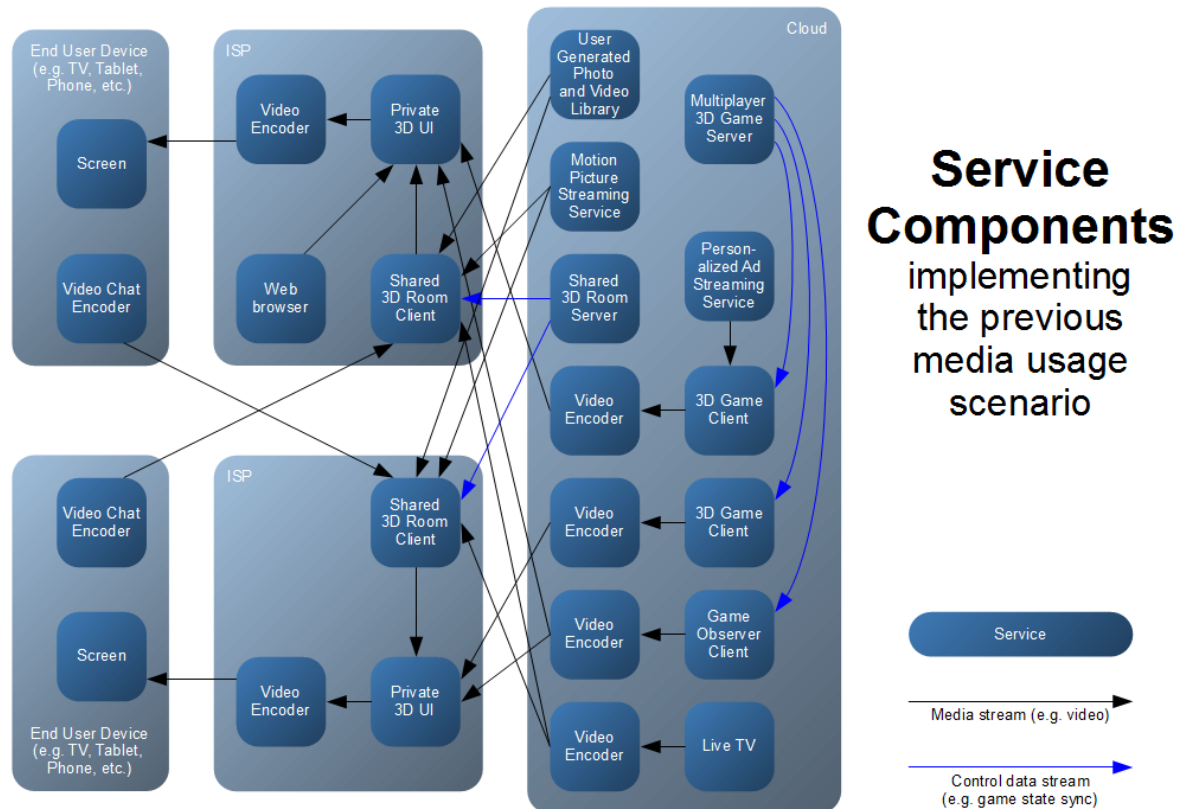 End User Device
(e.g. TV, Tablet,
Phone, etc.)
Screen
Video Chat
Encoder
ISP
Video
Encoder
Private
3D UI
Web
browser
Shared
3D Room
Client
Cloud
User
Generated
Photo
and Video
Library
Multiplayer
3D Game
Server
Motion
Picture
Streaming
Service
Person-
alized Ad
Streaming
Service
Shared
3D Room
Server
Video
Encoder
3D Game
Client
Video
Encoder
3D Game
Client
Video
Encoder
Game
Observer
Client
Video
Encoder
Live TV
Video Chat
Encoder
Screen
End User Device
(e.g. TV, Tablet,
Phone, etc.)
ISP
Shared
3D Room
Client
Video
Encoder
Private
3D UI
Service
Components
implementing
the previous
media usage
scenario
Service
Media stream (e.g. video)
Control data stream
(e.g. game state sync)